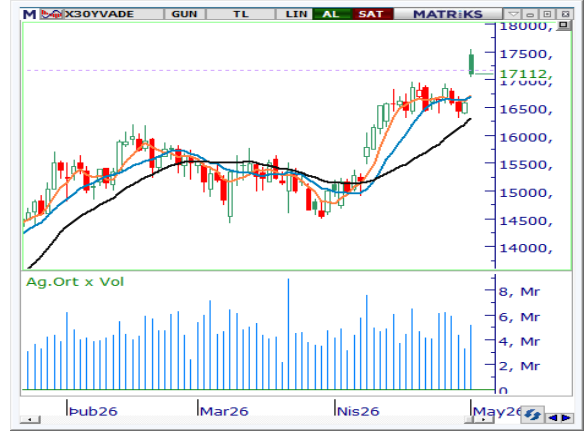 M X30YVADE GUN TL LIN AL SAT MATRiKS
18000,
17500,
17112,
16500,
16000,
15500,
15000,
14500,
14000,
Ag.Ort x Vol
8, Mr
6, Mr
4, Mr
2, Mr
0
Þub26 Mar26 Nis26 May26